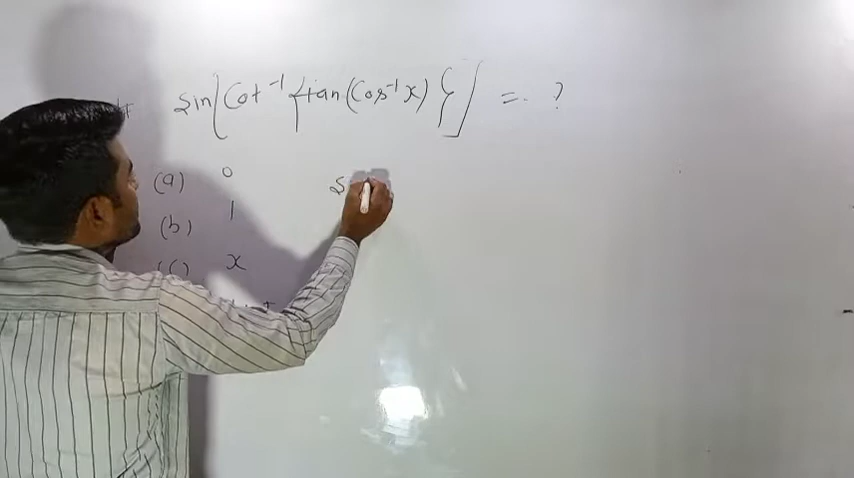 sin[Cot⁻¹{tan(Cos⁻¹x)}] = ?
(a) 0
(b) 1
(c) x